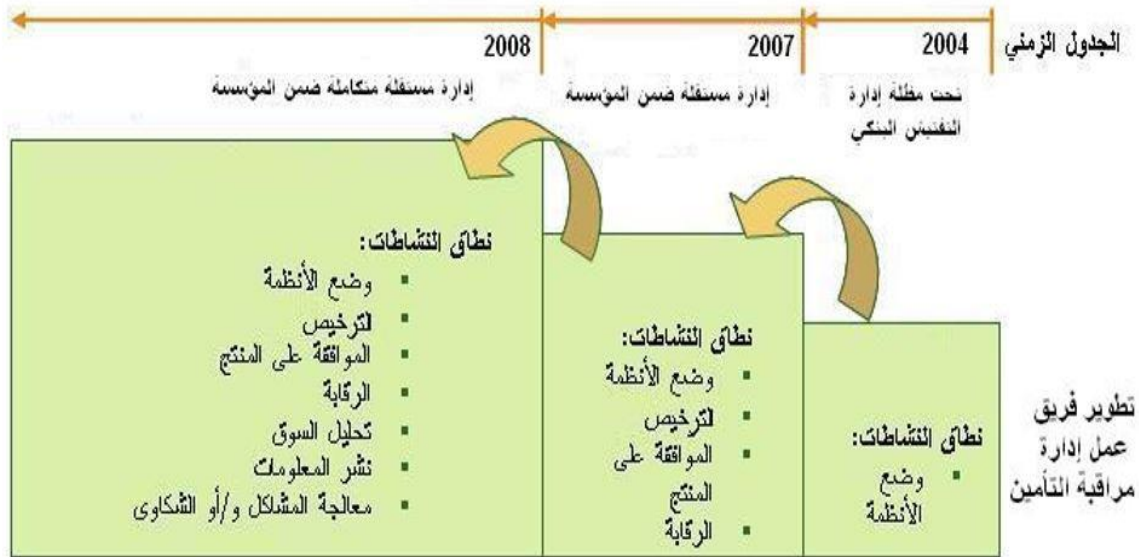 الجدول الزمني
2004
2007
2008
تحت مظلة إدارة
التفتيش البنكي
إدارة مستقلة ضمن المؤسسة
إدارة مستقلة متكاملة ضمن المؤسسة
تطوير فريق
عمل إدارة
مراقبة التأمين
نطاق النشاطات:
▪ وضع
الأنظمة
نطاق النشاطات:
▪ وضع الأنظمة
▪ لترخيص
▪ الموافقة على
المنتج
▪ الرقابة
نطاق النشاطات:
▪ وضع الأنظمة
▪ لترخيص
▪ الموافقة على المنتج
▪ الرقابة
▪ تحليل السوق
▪ نشر المعلومات
▪ معالجة المشاكل و/أو الشكاوى